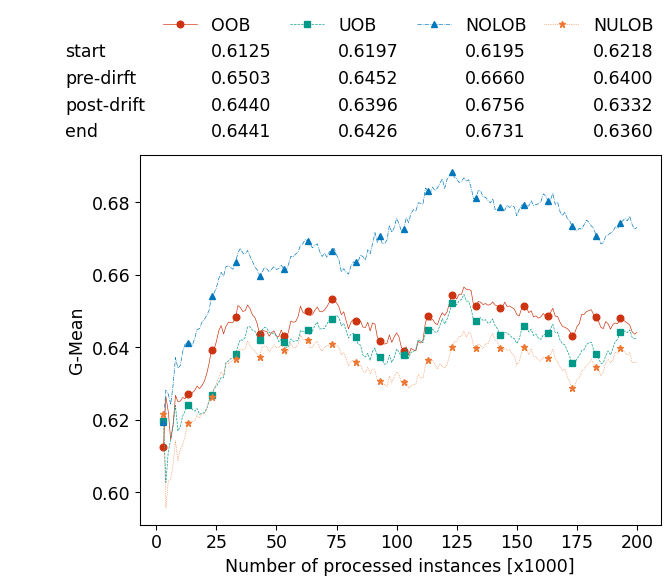 OOB UOB NOLOB NULOB
start 0.6125 0.6197 0.6195 0.6218
pre-dirft 0.6503 0.6452 0.6660 0.6400
post-drift 0.6440 0.6396 0.6756 0.6332
end 0.6441 0.6426 0.6731 0.6360
0.68
0.66
0.64
0.62
0.60
G-Mean
0 25 50 75 100 125 150 175 200
Number of processed instances [x1000]